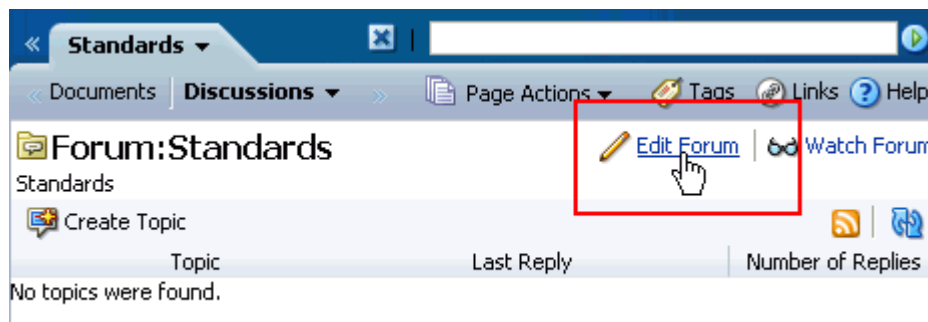 « Standards
« Documents Discussions » Page Actions Tags Links Help
Forum:Standards Edit Forum Watch Forum
Standards
Create Topic
Topic Last Reply Number of Replies
No topics were found.